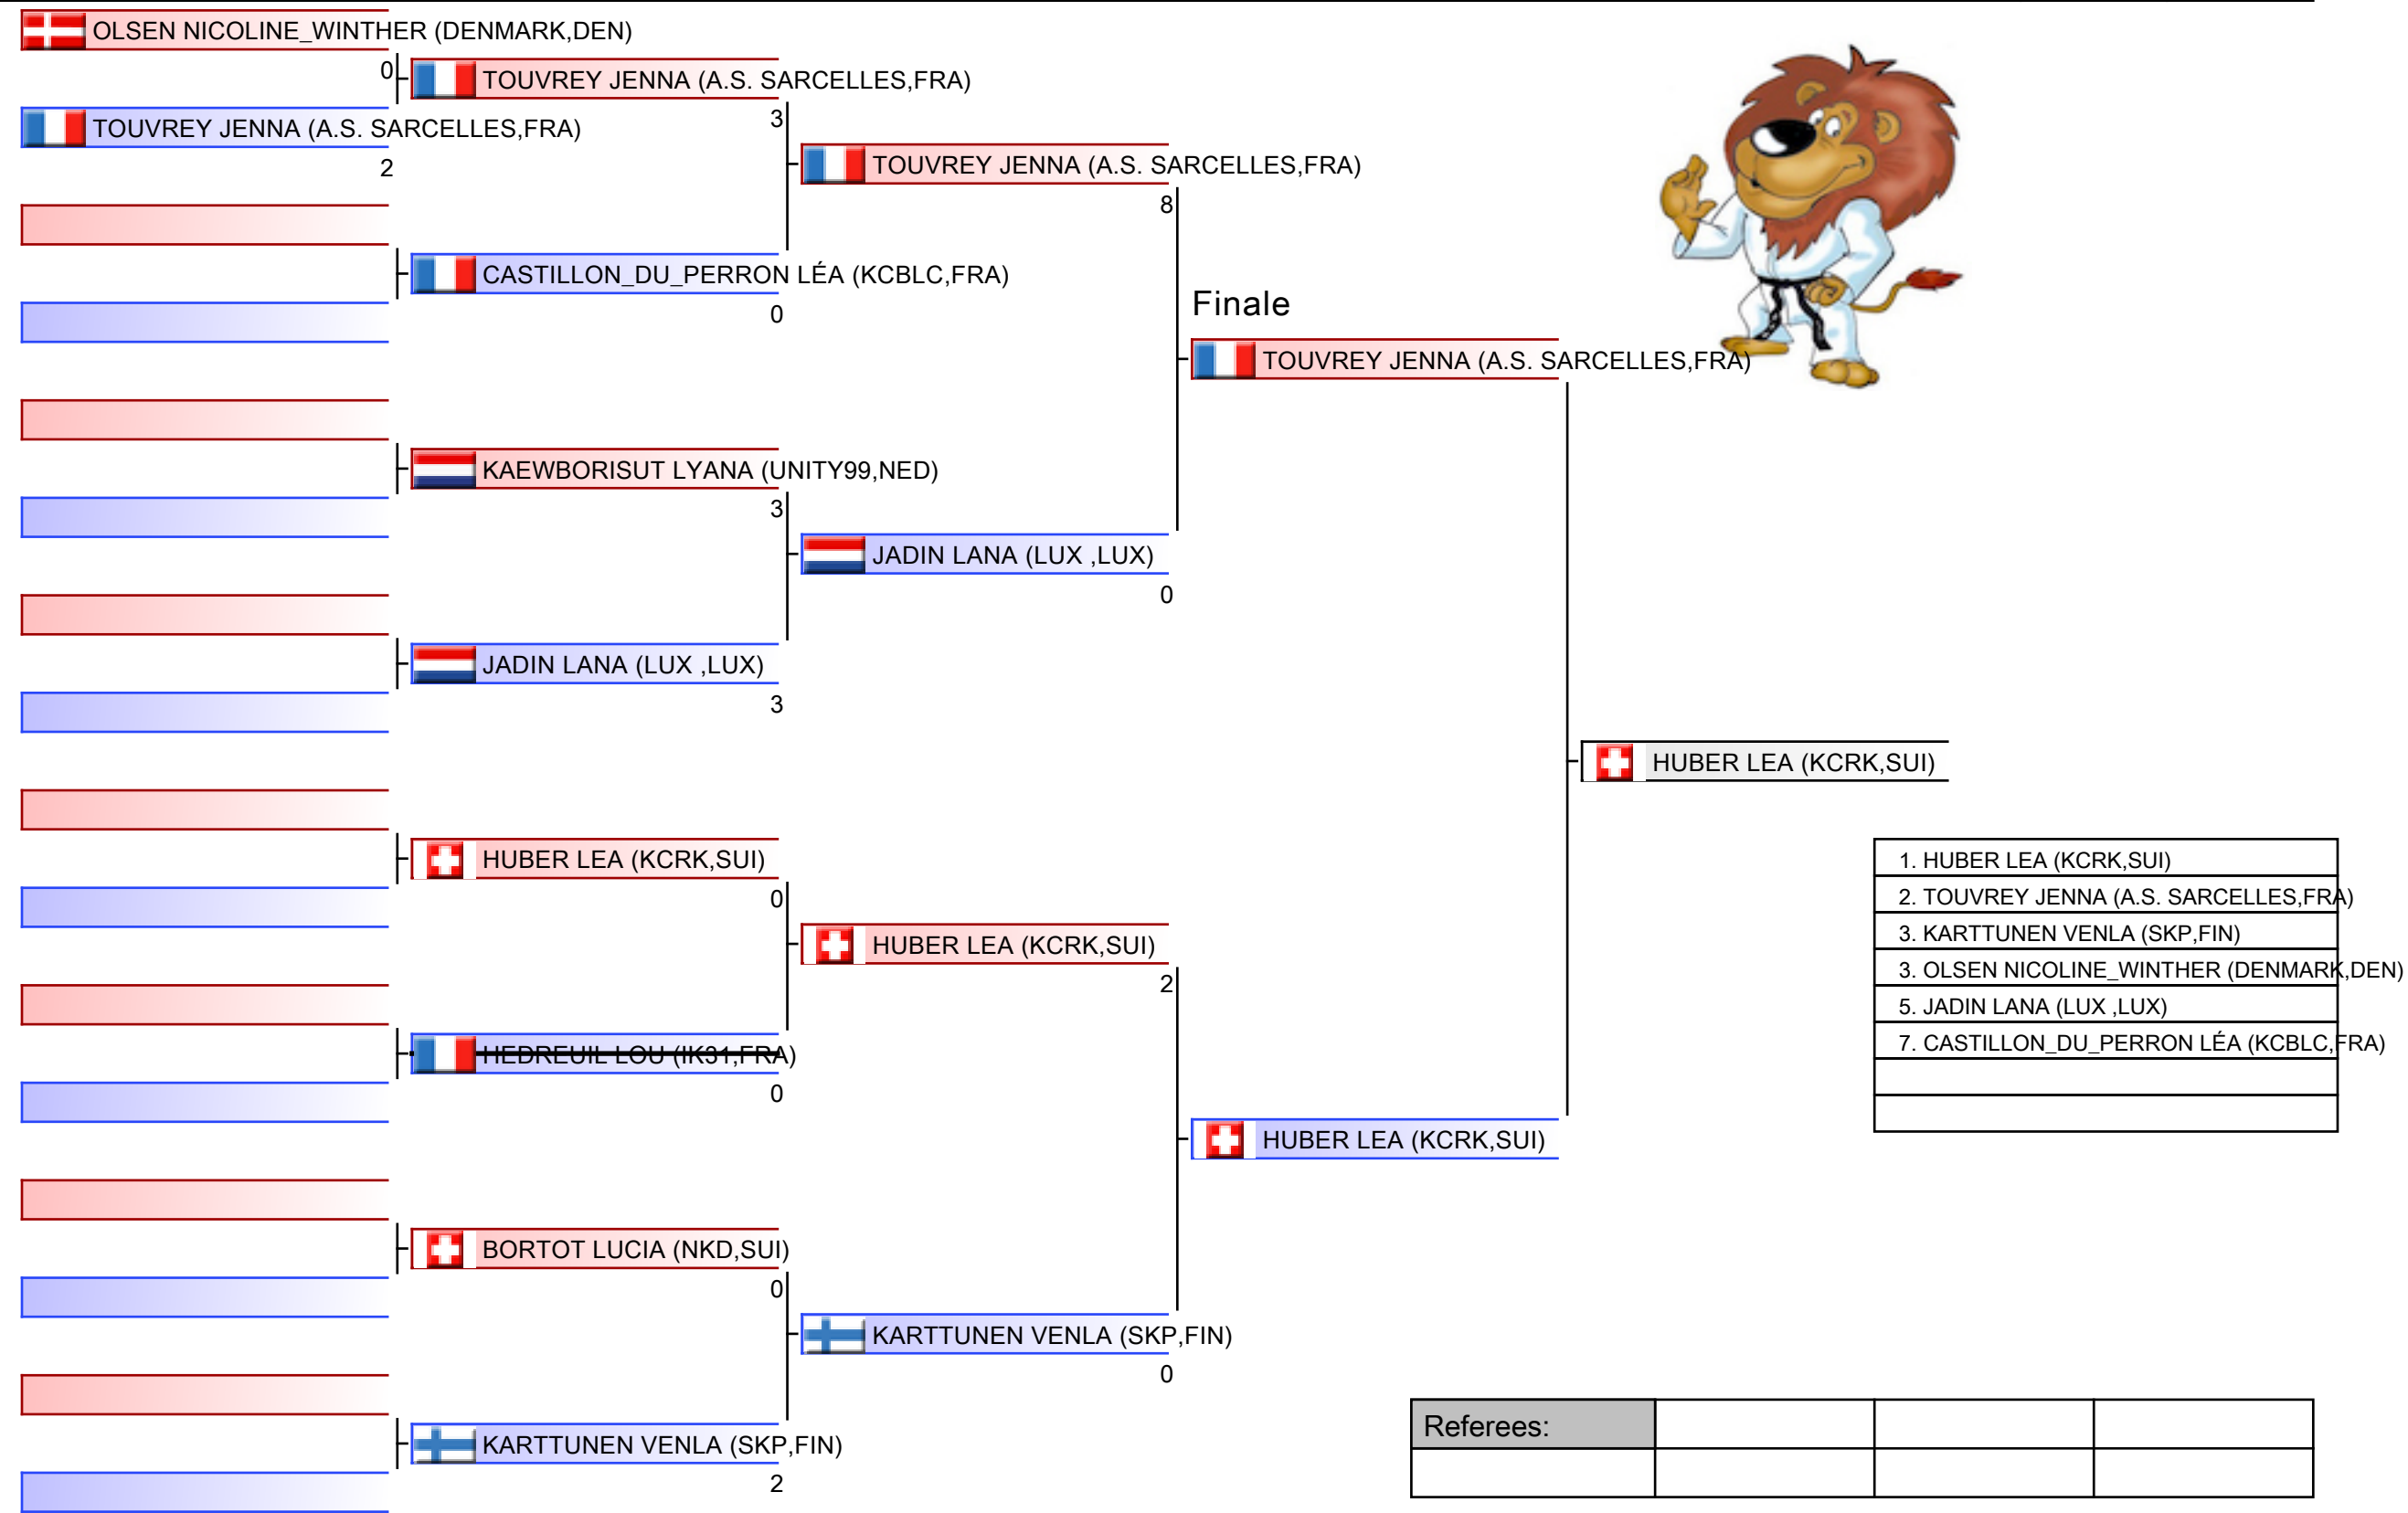 OLSEN NICOLINE_WINTHER (DENMARK,DEN)
0
TOUVREY JENNA (A.S. SARCELLES,FRA)
2
TOUVREY JENNA (A.S. SARCELLES,FRA)
3
CASTILLON_DU_PERRON LÉA (KCBLC,FRA)
0
KAEWBORISUT LYANA (UNITY99,NED)
3
JADIN LANA (LUX ,LUX)
3
HUBER LEA (KCRK,SUI)
0
HEDREUIL LOU (IK31,FRA)
0
BORTOT LUCIA (NKD,SUI)
0
KARTTUNEN VENLA (SKP,FIN)
2
TOUVREY JENNA (A.S. SARCELLES,FRA)
8
JADIN LANA (LUX ,LUX)
0
HUBER LEA (KCRK,SUI)
2
KARTTUNEN VENLA (SKP,FIN)
0
Finale
TOUVREY JENNA (A.S. SARCELLES,FRA)
HUBER LEA (KCRK,SUI)
HUBER LEA (KCRK,SUI)
1. HUBER LEA (KCRK,SUI)
2. TOUVREY JENNA (A.S. SARCELLES,FRA)
3. KARTTUNEN VENLA (SKP,FIN)
3. OLSEN NICOLINE_WINTHER (DENMARK,DEN)
5. JADIN LANA (LUX ,LUX)
7. CASTILLON_DU_PERRON LÉA (KCBLC,FRA)
Referees: